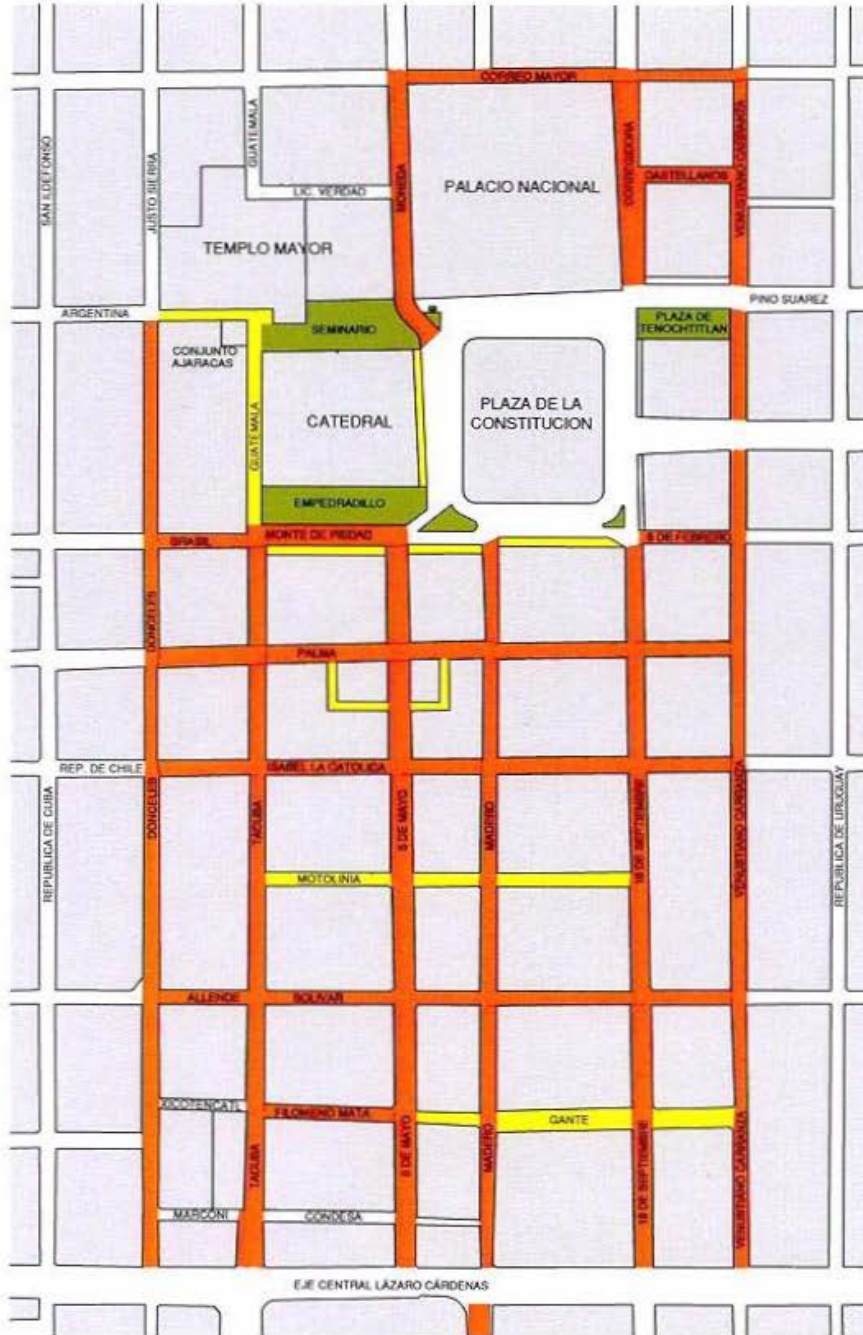 CORREO MAYOR
SAN ILDEFONSO
JUSTO SIERRA
GUATEMALA
LIC. VERDAD
MONEDA
PALACIO NACIONAL
CORREGIDORA
CASTELLANOS
VENUSTIANO CARRANZA
TEMPLO MAYOR
ARGENTINA
PINO SUAREZ
SEMINARIO
PLAZA DE
TENOCHTITLAN
CONJUNTO
AJARACAS
GUATEMALA
CATEDRAL
PLAZA DE LA
CONSTITUCION
EMPEDRADILLO
BRASIL
MONTE DE PIEDAD
5 DE FEBRERO
DONCELES
PALMA
REP. DE CHILE
ISABEL LA CATOLICA
REPUBLICA DE CUBA
DONCELES
TACUBA
5 DE MAYO
MADERO
16 DE SEPTIEMBRE
VENUSTIANO CARRANZA
REPUBLICA DE URUGUAY
MOTOLINIA
ALLENDE
BOLIVAR
XICOTENCATL
FILOMENO MATA
GANTE
TACUBA
5 DE MAYO
MADERO
16 DE SEPTIEMBRE
VENUSTIANO CARRANZA
MARCONI
CONDESA
EJE CENTRAL LÁZARO CÁRDENAS